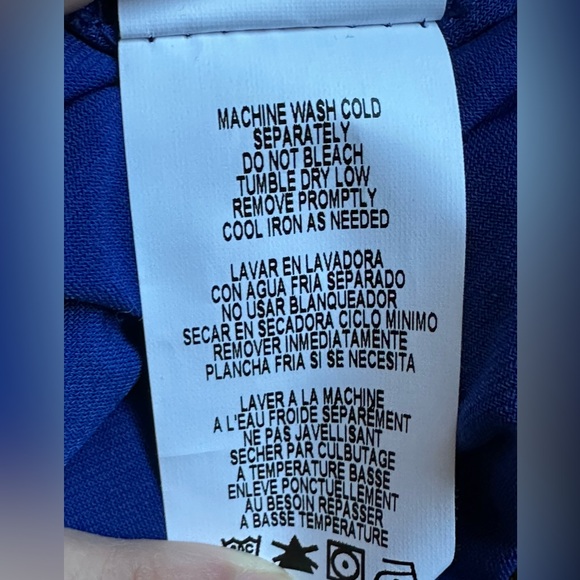 MACHINE WASH COLD
SEPARATELY
DO NOT BLEACH
TUMBLE DRY LOW
REMOVE PROMPTLY
COOL IRON AS NEEDED
LAVAR EN LAVADORA
CON AGUA FRIA SEPARADO
NO USAR BLANQUEADOR
SECAR EN SECADORA CICLO MINIMO
REMOVER INMEDIATAMENTE
PLANCHA FRIA SI SE NECESITA
LAVER A LA MACHINE
A L'EAU FROIDE SÉPARÉMENT
NE PAS JAVELLISANT
SECHER PAR CULBUTAGE
A TEMPERATURE BASSE
ENLEVE PONCTUELLEMENT
AU BESOIN REPASSER
A BASSE TEMPÉRATURE